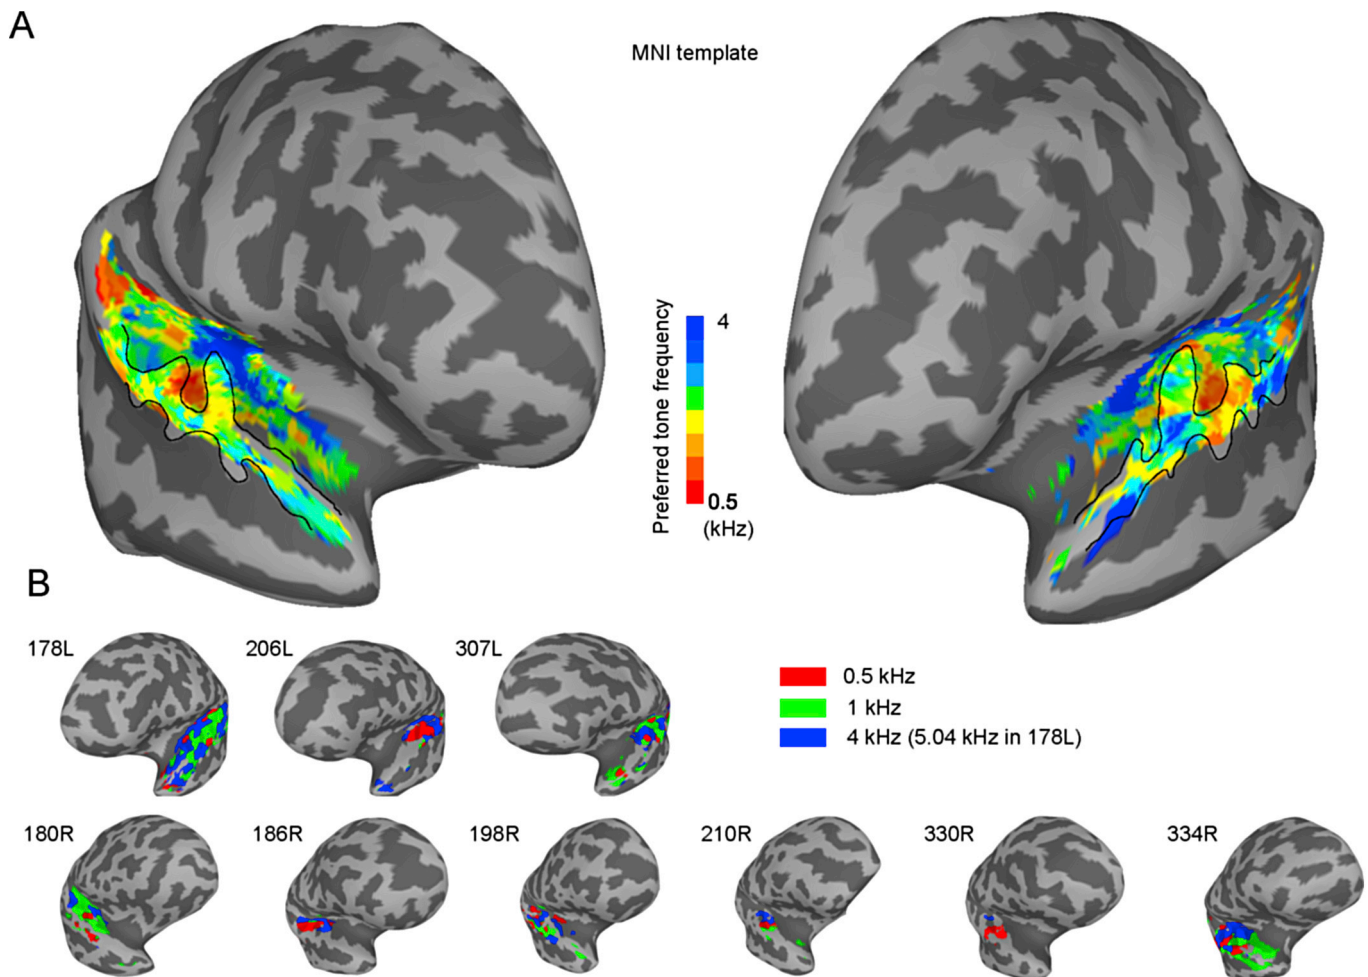 A
MNI template
Preferred tone frequency
4
0.5
(kHz)
B
178L
206L
307L
0.5 kHz
1 kHz
4 kHz (5.04 kHz in 178L)
180R
186R
198R
210R
330R
334R